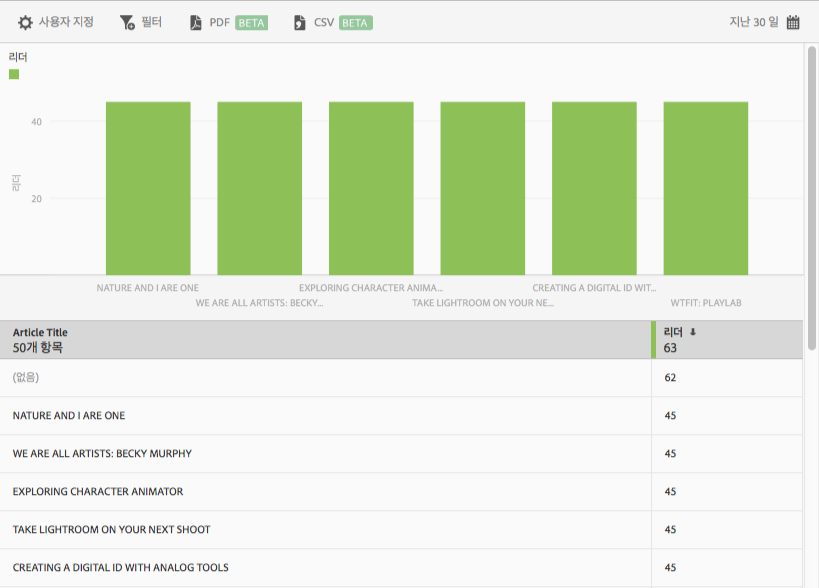 사용자 지정 필터 PDF BETA CSV BETA 지난 30 일
리더
40
20
리더
NATURE AND I ARE ONE EXPLORING CHARACTER ANIMA... CREATING A DIGITAL ID WIT...
WE ARE ALL ARTISTS: BECKY... TAKE LIGHTROOM ON YOUR NE... WTFIT: PLAYLAB
Article Title 리더
50개 항목 63
(없음) 62
NATURE AND I ARE ONE 45
WE ARE ALL ARTISTS: BECKY MURPHY 45
EXPLORING CHARACTER ANIMATOR 45
TAKE LIGHTROOM ON YOUR NEXT SHOOT 45
CREATING A DIGITAL ID WITH ANALOG TOOLS 45